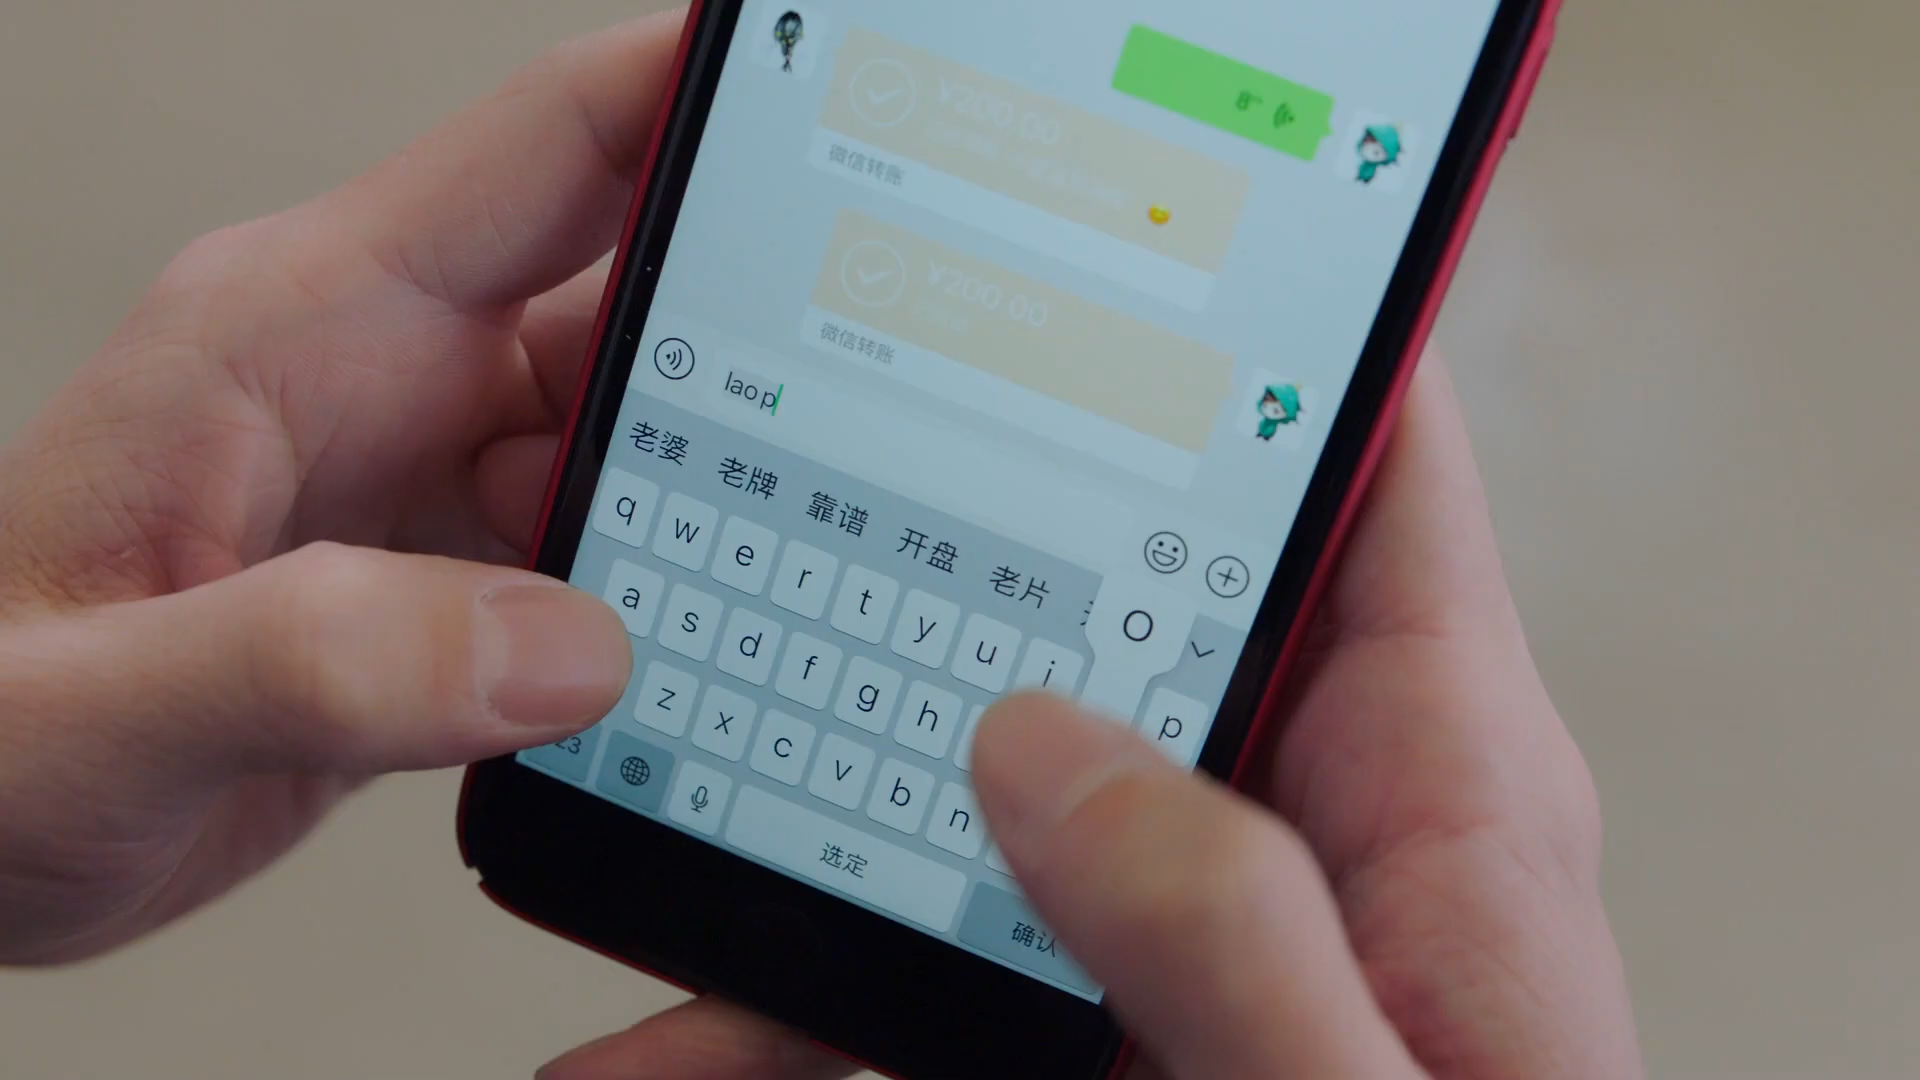 8"
¥200.00
微信转账
¥200.00
微信转账
lao p
老婆 老牌 靠谱 开盘 老片
q w e r t y u i O p
a s d f g h
z x c v b n
选定
确认